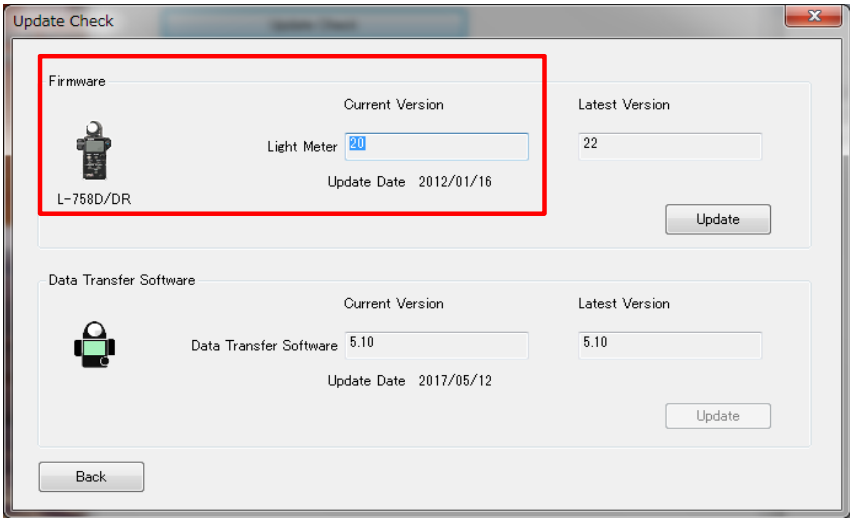 Update Check
Update Check
Firmware
Current Version Latest Version
Light Meter 20 22
Update Date 2012/01/16
L-758D/DR
Update
Data Transfer Software
Current Version Latest Version
Data Transfer Software 5.10 5.10
Update Date 2017/05/12
Update
Back